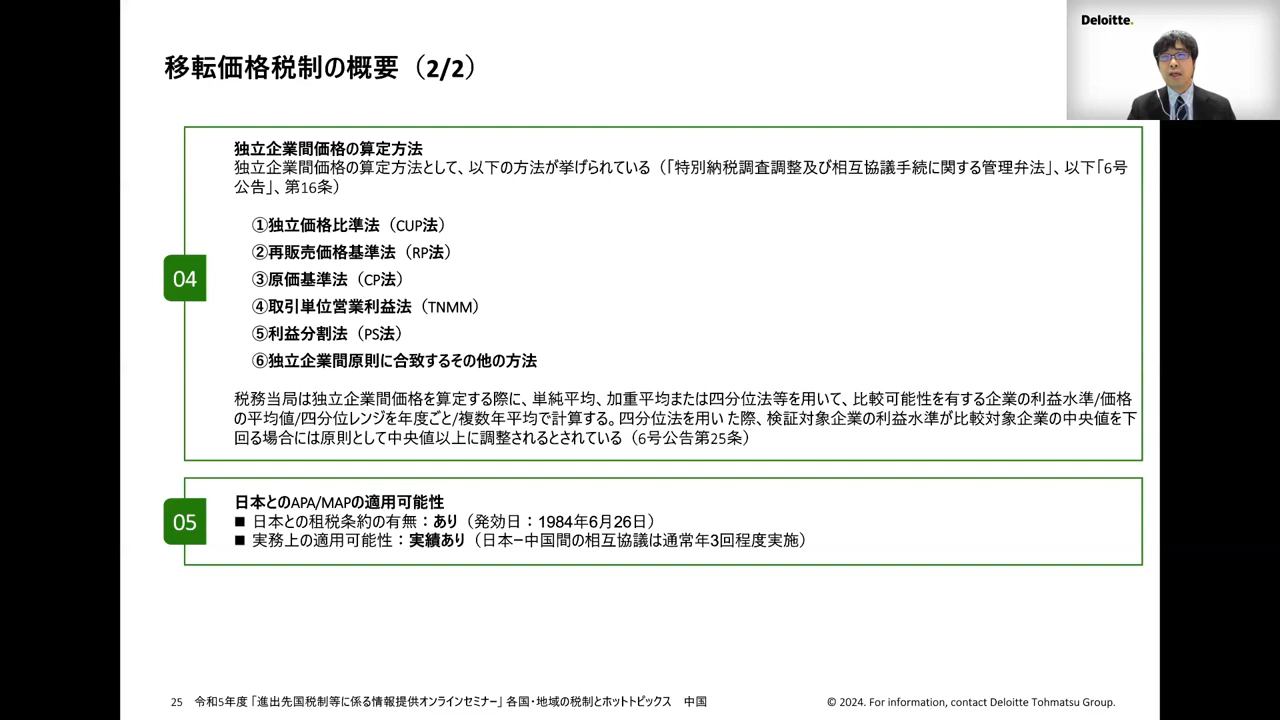 Deloitte.
移転価格税制の概要（2/2）
独立企業間価格の算定方法
独立企業間価格の算定方法として、以下の方法が挙げられている（「特別納税調査調整及び相互協議手続に関する管理弁法」、以下「6号
公告」、第16条）
①独立価格比準法（CUP法）
②再販売価格基準法（RP法）
③原価基準法（CP法）
04
④取引単位営業利益法（TNMM）
⑤利益分割法（PS法）
⑥独立企業間原則に合致するその他の方法
税務当局は独立企業間価格を算定する際に、単純平均、加重平均または四分位法等を用いて、比較可能性を有する企業の利益水準/価格
の平均値/四分位レンジを年度ごと/複数年平均で計算する。四分位法を用いた際、検証対象企業の利益水準が比較対象企業の中央値を下
回る場合には原則として中央値以上に調整されるとされている（6号公告第25条）
05
日本とのAPA/MAPの適用可能性
■ 日本との租税条約の有無：あり（発効日：1984年6月26日）
■ 実務上の適用可能性：実績あり（日本－中国間の相互協議は通常年3回程度実施）
25 令和5年度「進出先国税制等に係る情報提供オンラインセミナー」各国・地域の税制とホットトピックス 中国
© 2024. For information, contact Deloitte Tohmatsu Group.